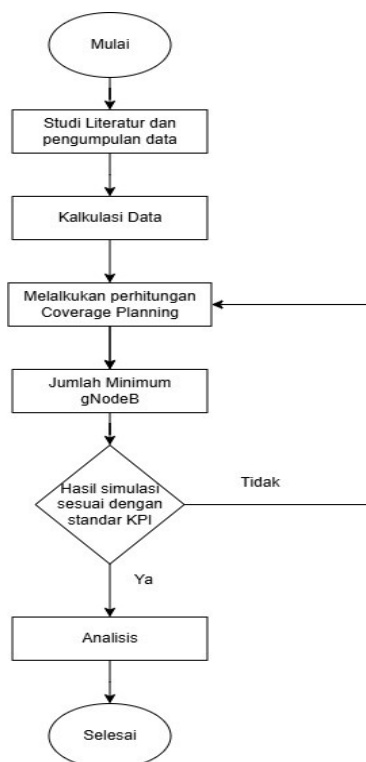 Mulai
Studi Literatur dan
pengumpulan data
Kalkulasi Data
Melalkukan perhitungan
Coverage Planning
Jumlah Minimum
gNodeB
Hasil simulasi
sesuai dengan
standar KPI
Tidak
Ya
Analisis
Selesai